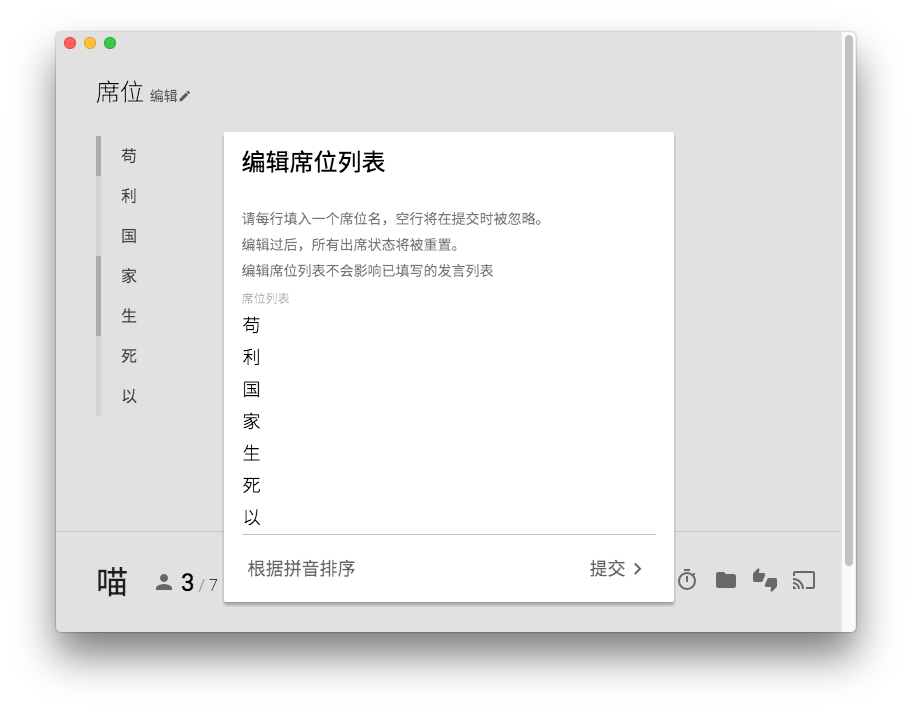 席位 编辑
苟
利
国
家
生
死
以
编辑席位列表
请每行填入一个席位名，空行将在提交时被忽略。
编辑过后，所有出席状态将被重置。
编辑席位列表不会影响已填写的发言列表
席位列表
苟
利
国
家
生
死
以
根据拼音排序 提交
喵 3 / 7